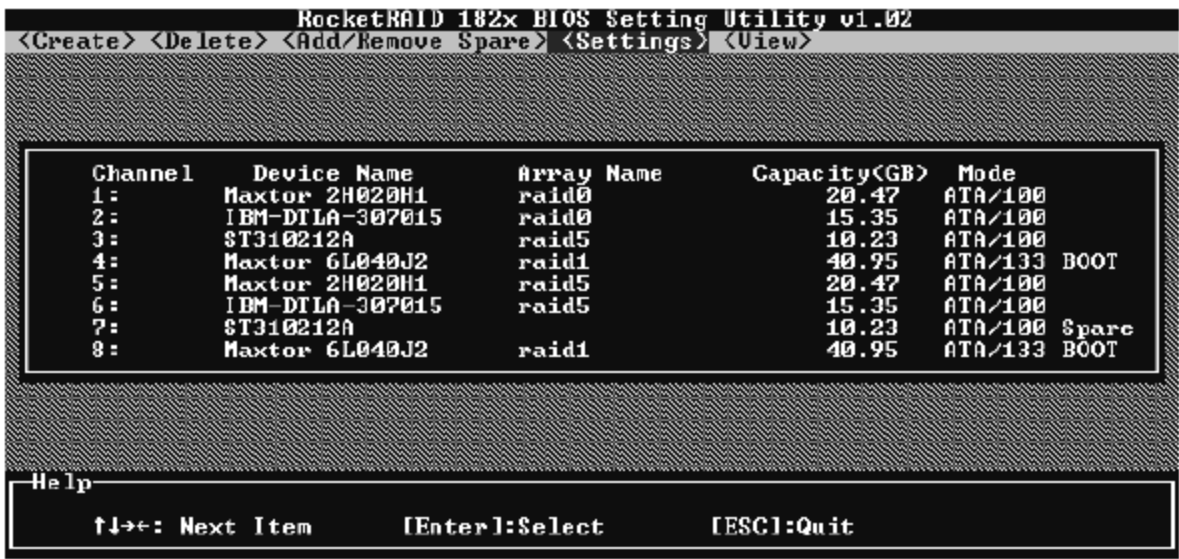 RocketRAID 182x BIOS Setting Utility v1.02
<Create> <Delete> <Add/Remove Spare> <Settings> <View>
Channel Device Name Array Name Capacity(GB) Mode
1: Maxtor 2H020H1 raid0 20.47 ATA/100
2: IBM-DTLA-307015 raid0 15.35 ATA/100
3: ST310212A raid5 10.23 ATA/100
4: Maxtor 6L040J2 raid1 40.95 ATA/133 BOOT
5: Maxtor 2H020H1 raid5 20.47 ATA/100
6: IBM-DTLA-307015 raid5 15.35 ATA/100
7: ST310212A 10.23 ATA/100 Spare
8: Maxtor 6L040J2 raid1 40.95 ATA/133 BOOT
Help
↑↓→←: Next Item [Enter]:Select [ESC]:Quit